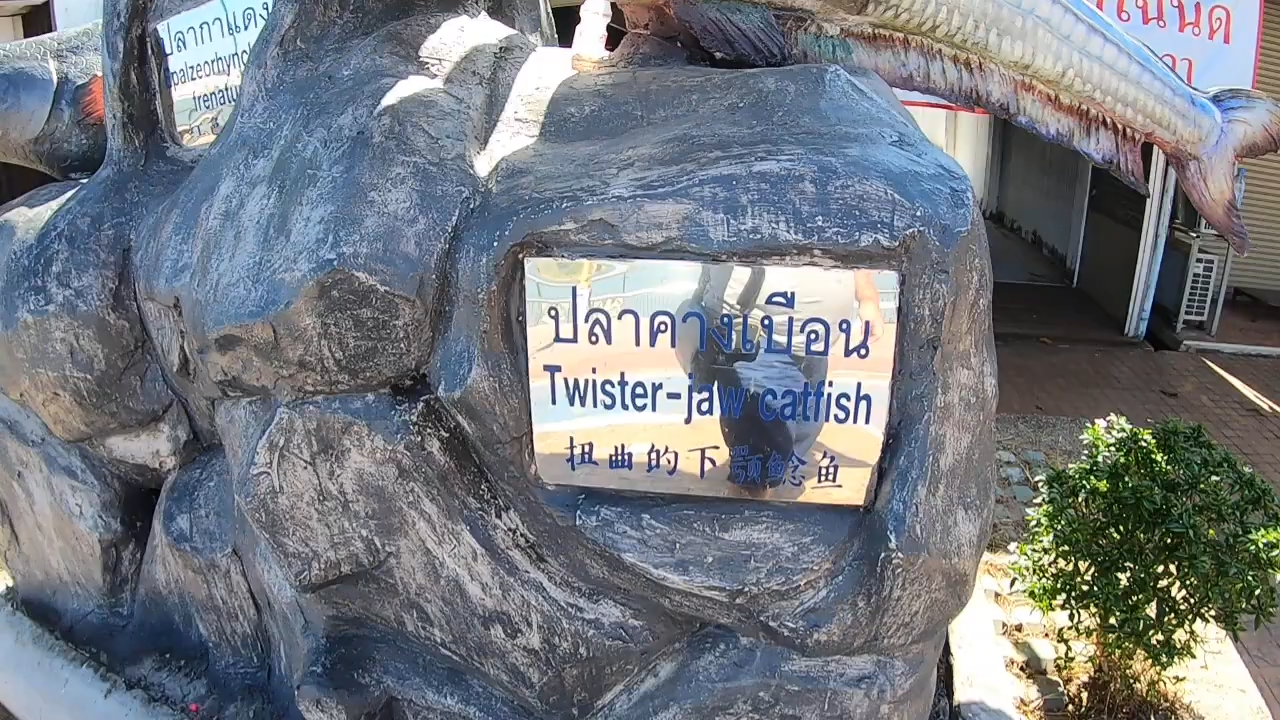 ปลากาแดง
frenatu
ปลาคางเบือน
Twister-jaw catfish
扭曲的下颚鲶鱼